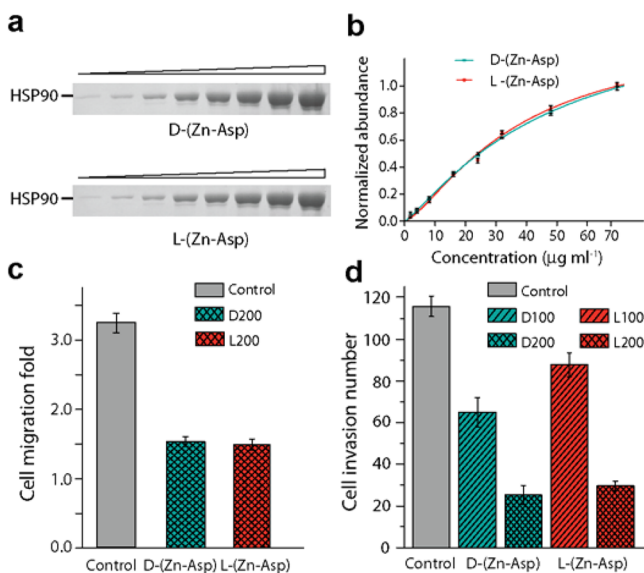 a
HSP90
D-(Zn-Asp)
HSP90
L-(Zn-Asp)
b
D-(Zn-Asp)
L -(Zn-Asp)
Normalized abundance
1.0
0.8
0.6
0.4
0.2
0.0
0 10 20 30 40 50 60 70
Concentration (μg ml⁻¹)
c
Control
D200
L200
Cell migration fold
3.0
1.5
1.0
0.0
Control D-(Zn-Asp) L-(Zn-Asp)
d
Control
D100 L100
D200 L200
Cell invasion number
120
100
80
60
40
20
0
Control D-(Zn-Asp) L-(Zn-Asp)